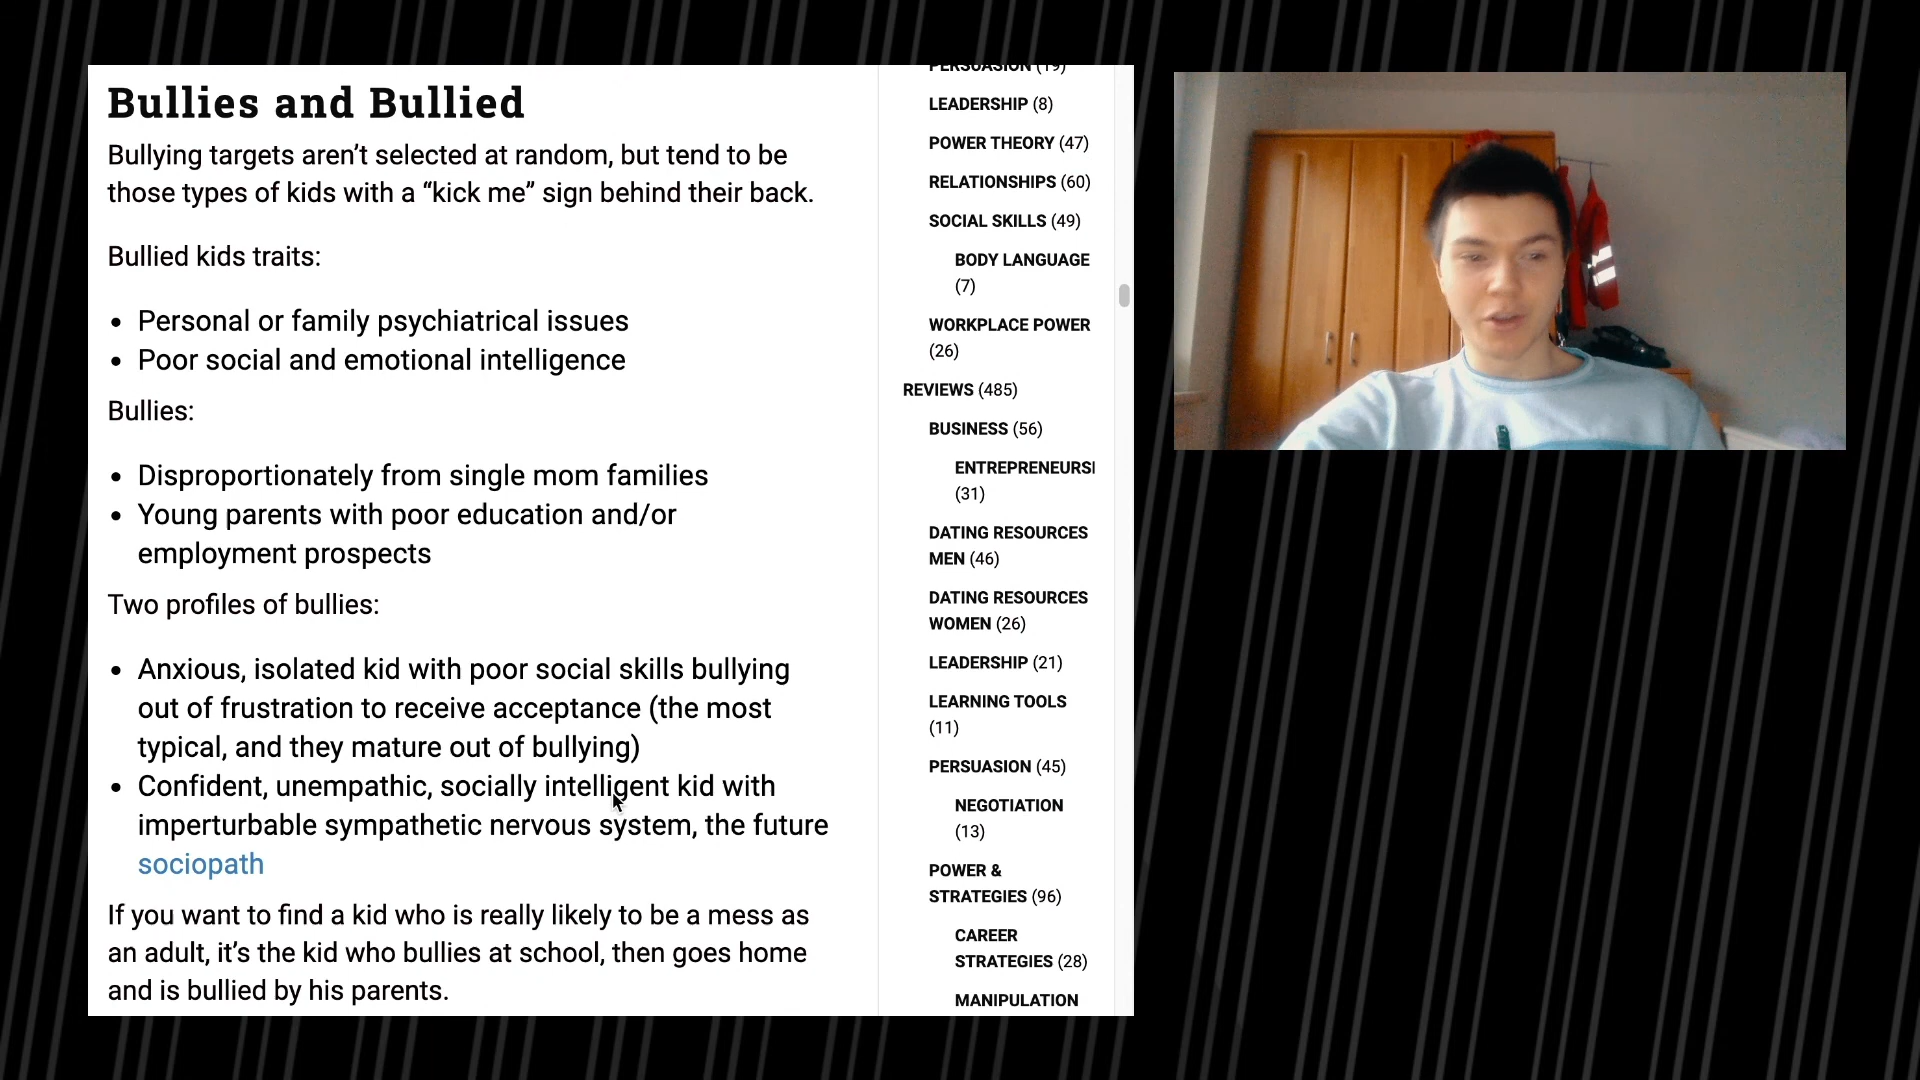 Bullies and Bullied
Bullying targets aren’t selected at random, but tend to be
those types of kids with a “kick me” sign behind their back.
Bullied kids traits:
• Personal or family psychiatrical issues
• Poor social and emotional intelligence
Bullies:
• Disproportionately from single mom families
• Young parents with poor education and/or
employment prospects
Two profiles of bullies:
• Anxious, isolated kid with poor social skills bullying
out of frustration to receive acceptance (the most
typical, and they mature out of bullying)
• Confident, unempathic, socially intelligent kid with
imperturbable sympathetic nervous system, the future
sociopath
If you want to find a kid who is really likely to be a mess as
an adult, it’s the kid who bullies at school, then goes home
and is bullied by his parents.
PERSUASION (19)
LEADERSHIP (8)
POWER THEORY (47)
RELATIONSHIPS (60)
SOCIAL SKILLS (49)
BODY LANGUAGE
(7)
WORKPLACE POWER
(26)
REVIEWS (485)
BUSINESS (56)
ENTREPRENEURSI
(31)
DATING RESOURCES
MEN (46)
DATING RESOURCES
WOMEN (26)
LEADERSHIP (21)
LEARNING TOOLS
(11)
PERSUASION (45)
NEGOTIATION
(13)
POWER &
STRATEGIES (96)
CAREER
STRATEGIES (28)
MANIPULATION